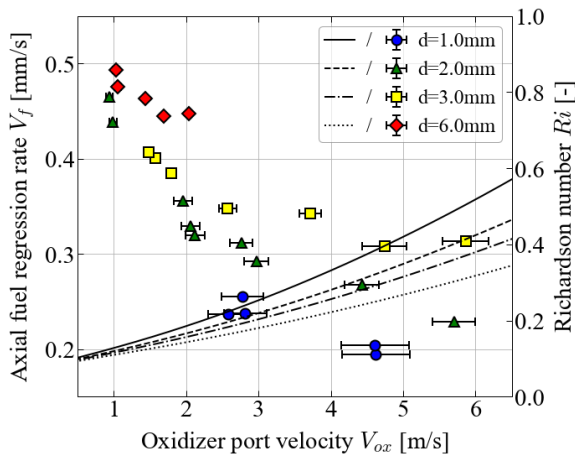 Axial fuel regression rate V_f [mm/s]
0.5
0.4
0.3
0.2
/ d=1.0mm
/ d=2.0mm
/ d=3.0mm
/ d=6.0mm
1.0
0.8
0.6
0.4
0.2
0.0
Richardson number Ri [-]
1 2 3 4 5 6
Oxidizer port velocity V_ox [m/s]